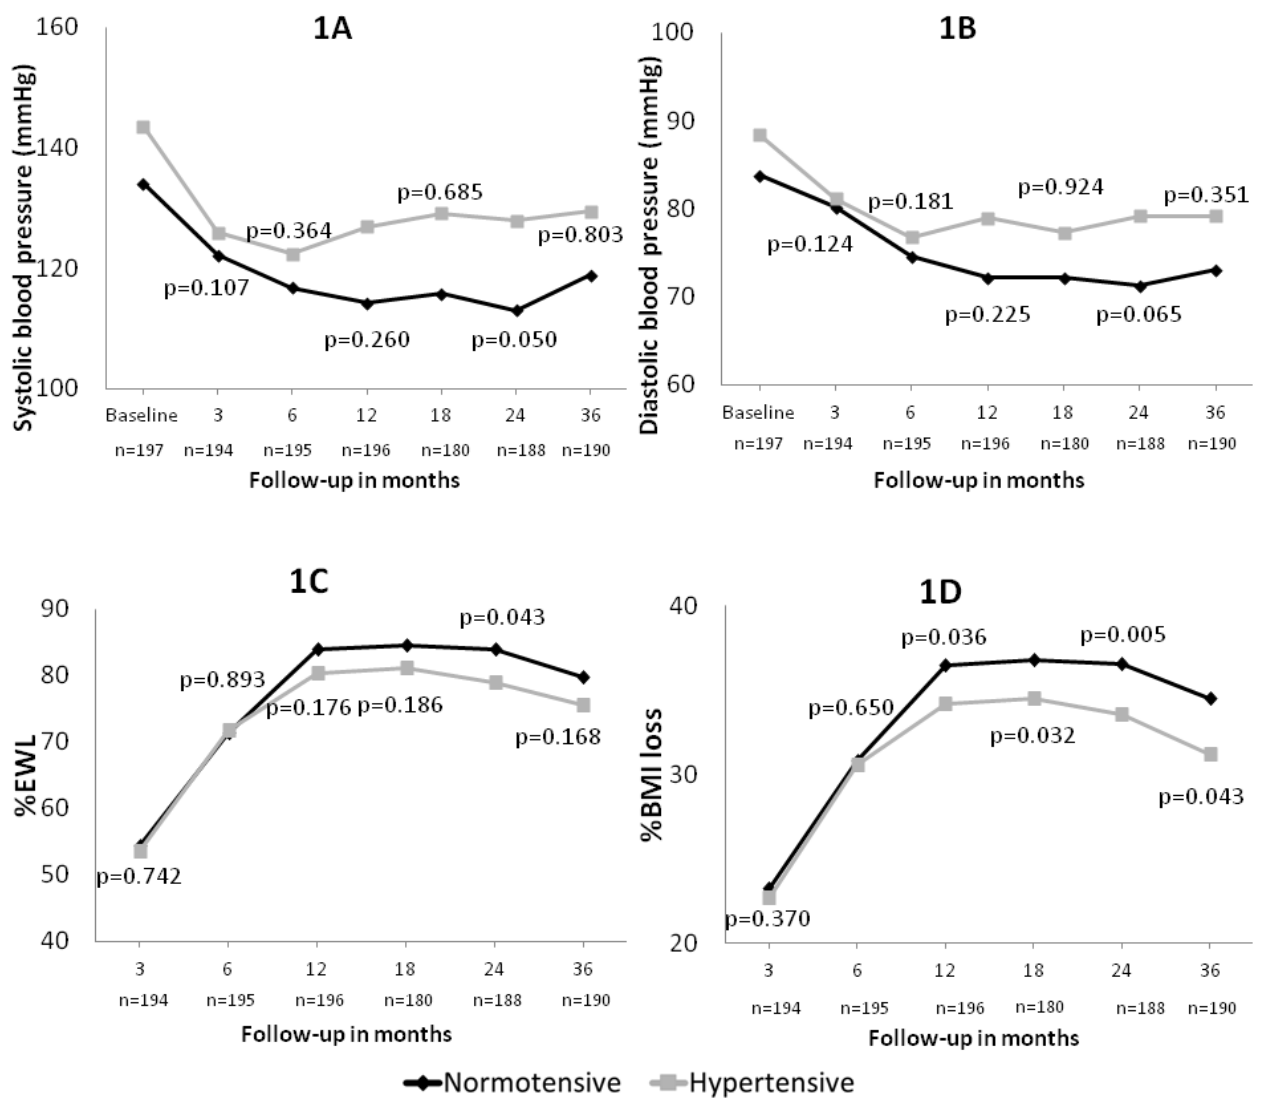 1A
Systolic blood pressure (mmHg)
160
140
120
100
p=0.107
p=0.364
p=0.260
p=0.685
p=0.050
p=0.803
Baseline 3 6 12 18 24 36
n=197 n=194 n=195 n=196 n=180 n=188 n=190
Follow-up in months
1B
Diastolic blood pressure (mmHg)
100
90
80
70
60
p=0.124
p=0.181
p=0.225
p=0.924
p=0.065
p=0.351
Baseline 3 6 12 18 24 36
n=197 n=194 n=195 n=196 n=180 n=188 n=190
Follow-up in months
1C
%EWL
90
80
70
60
50
40
p=0.742
p=0.893
p=0.176
p=0.186
p=0.043
p=0.168
3 6 12 18 24 36
n=194 n=195 n=196 n=180 n=188 n=190
Follow-up in months
1D
%BMI loss
40
30
20
p=0.370
p=0.650
p=0.036
p=0.032
p=0.005
p=0.043
3 6 12 18 24 36
n=194 n=195 n=196 n=180 n=188 n=190
Follow-up in months
Normotensive Hypertensive